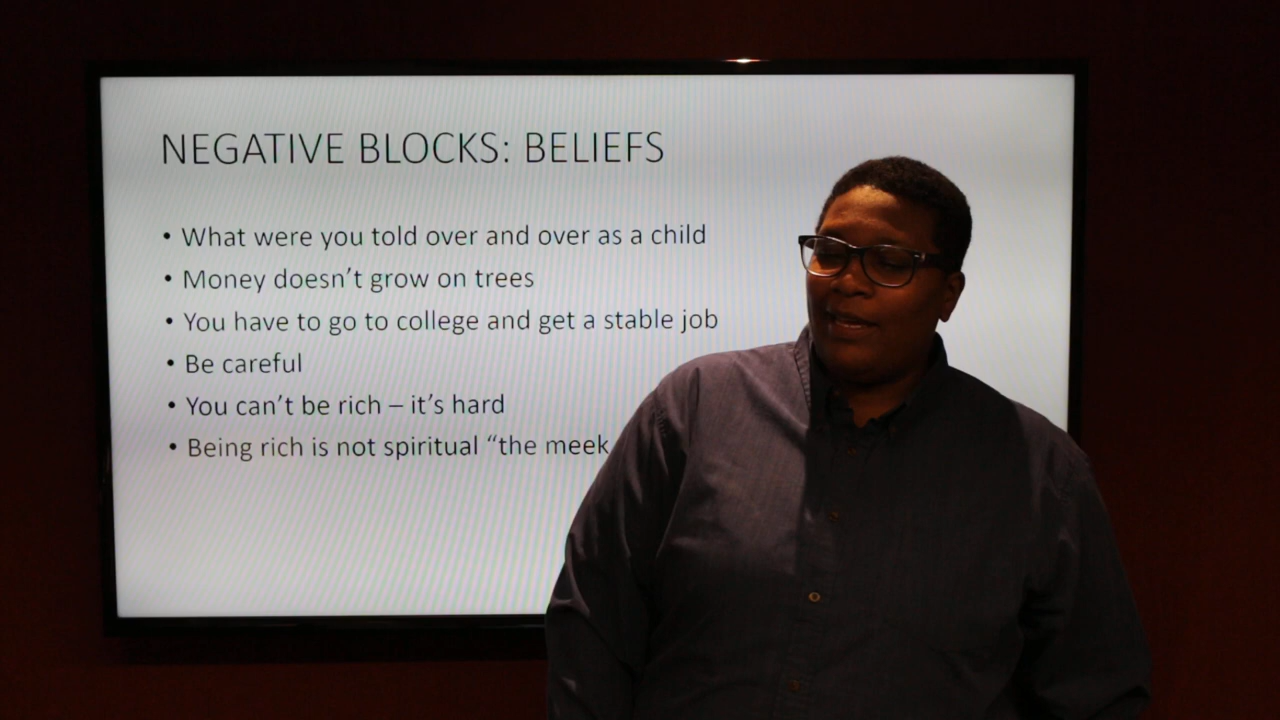 NEGATIVE BLOCKS: BELIEFS
• What were you told over and over as a child
• Money doesn’t grow on trees
• You have to go to college and get a stable job
• Be careful
• You can’t be rich – it’s hard
• Being rich is not spiritual “the meek